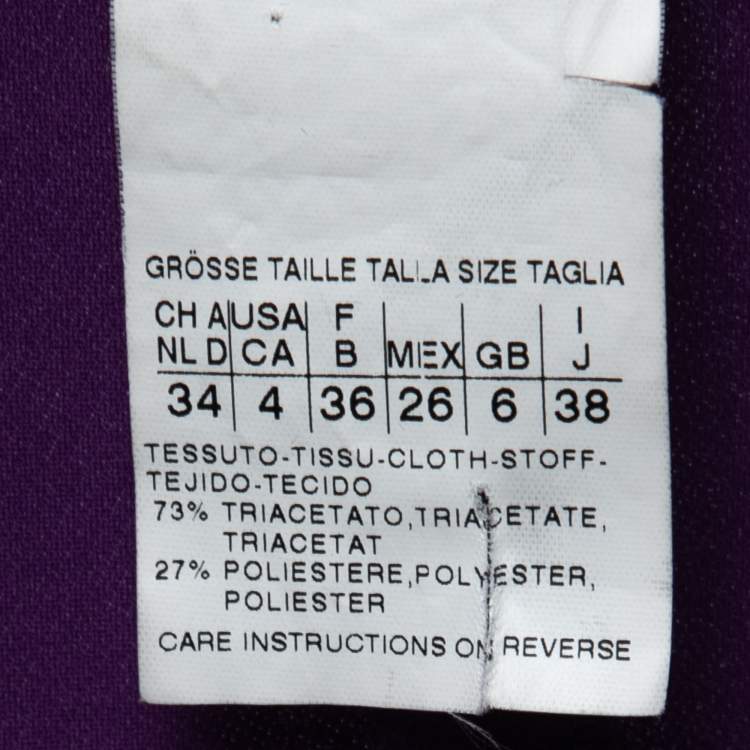 GRÖSSE TAILLE TALLA SIZE TAGLIA
CH A USA F I
NL D CA B MEX GB J
34 4 36 26 6 38
TESSUTO-TISSU-CLOTH-STOFF-
TEJIDO-TECIDO
73% TRIACETATO,TRIACETATE,
TRIACETAT
27% POLIESTERE,POLYESTER,
POLIESTER
CARE INSTRUCTIONS ON REVERSE